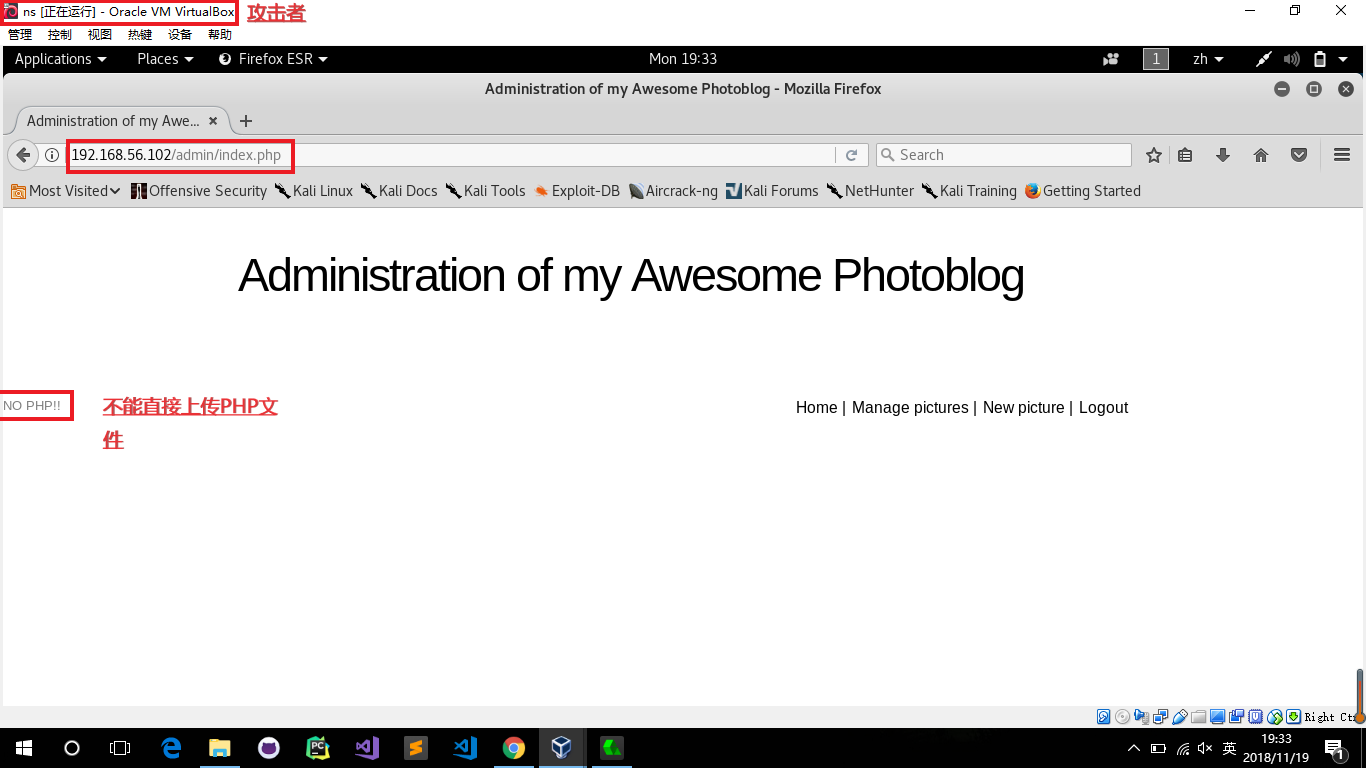 ns [正在运行] - Oracle VM VirtualBox 攻击者
管理 控制 视图 热键 设备 帮助
Applications Places Firefox ESR Mon 19:33 1 zh
Administration of my Awesome Photoblog - Mozilla Firefox
Administration of my Awe...
192.168.56.102/admin/index.php Search
Most Visited Offensive Security Kali Linux Kali Docs Kali Tools Exploit-DB Aircrack-ng Kali Forums NetHunter Kali Training Getting Started
Administration of my Awesome Photoblog
NO PHP!! 不能直接上传PHP文 Home | Manage pictures | New picture | Logout
件
Right Ctr
英 19:33
2018/11/19 1